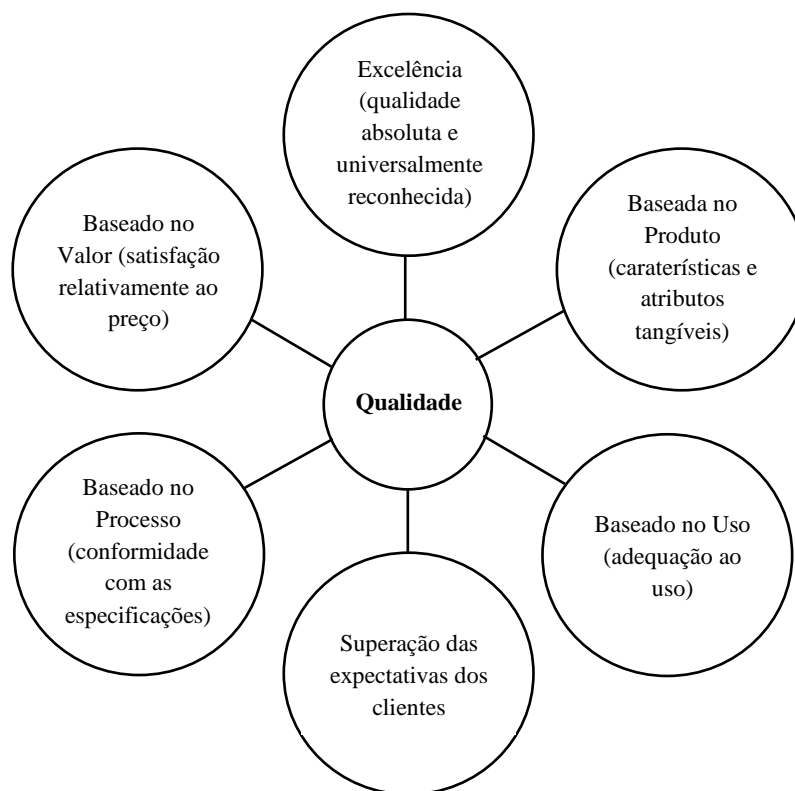 Excelência
(qualidade
absoluta e
universalmente
reconhecida)
Baseado no
Valor (satisfação
relativamente ao
preço)
Baseada no
Produto
(caraterísticas e
atributos
tangíveis)
Qualidade
Baseado no
Processo
(conformidade
com as
especificações)
Baseado no Uso
(adequação ao
uso)
Superação das
expectativas dos
clientes